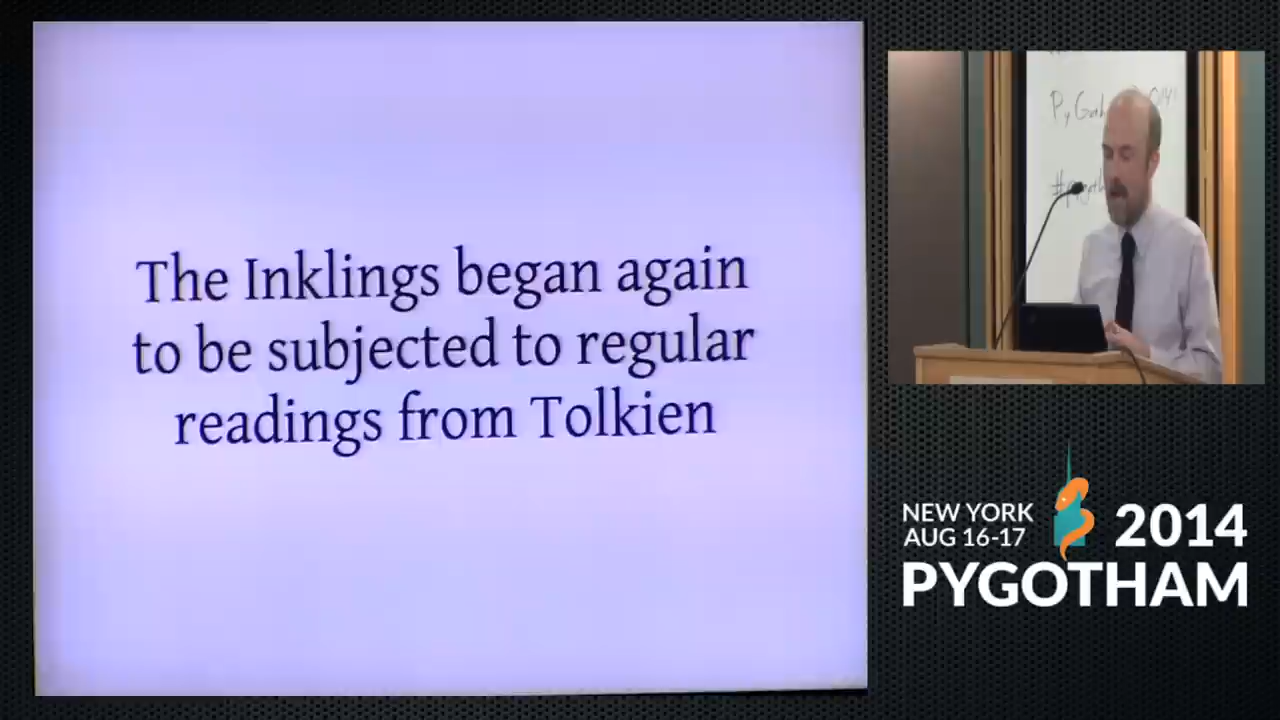 The Inklings began again
to be subjected to regular
readings from Tolkien
NEW YORK
AUG 16-17
2014
PYGOTHAM